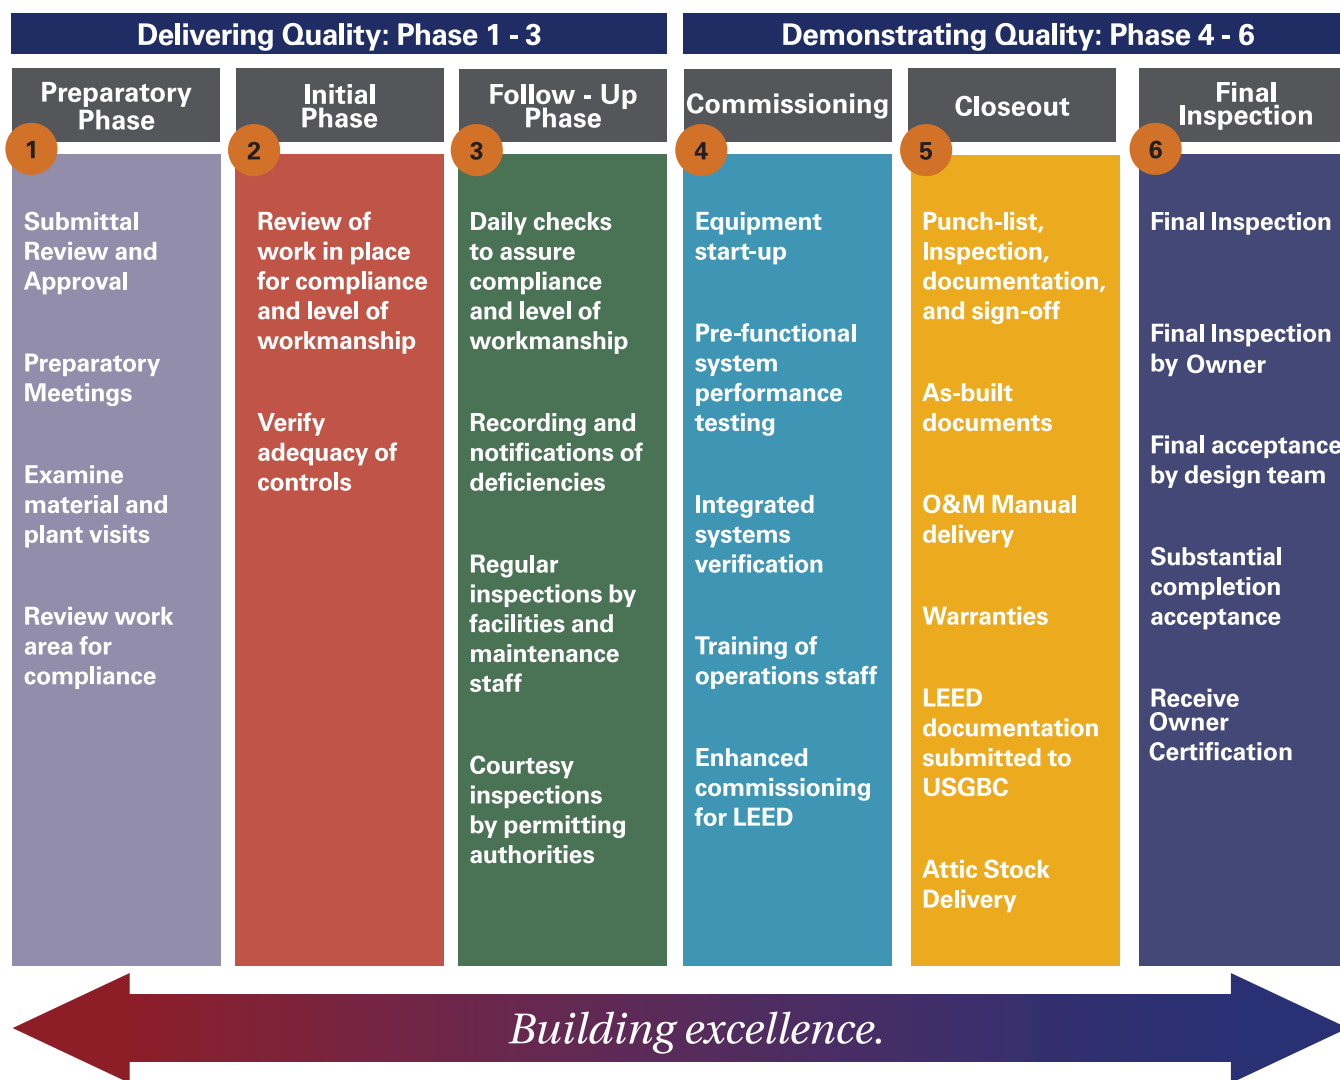 Delivering Quality: Phase 1 - 3
Demonstrating Quality: Phase 4 - 6
Preparatory
Phase
1
Submittal
Review and
Approval
Preparatory
Meetings
Examine
material and
plant visits
Review work
area for
compliance
Initial
Phase
2
Review of
work in place
for compliance
and level of
workmanship
Verify
adequacy of
controls
Follow - Up
Phase
3
Daily checks
to assure
compliance
and level of
workmanship
Recording and
notifications of
deficiencies
Regular
inspections by
facilities and
maintenance
staff
Courtesy
inspections
by permitting
authorities
Commissioning
4
Equipment
start-up
Pre-functional
system
performance
testing
Integrated
systems
verification
Training of
operations staff
Enhanced
commissioning
for LEED
Closeout
5
Punch-list,
Inspection,
documentation,
and sign-off
As-built
documents
O&M Manual
delivery
Warranties
LEED
documentation
submitted to
USGBC
Attic Stock
Delivery
Final
Inspection
6
Final Inspection
Final Inspection
by Owner
Final acceptance
by design team
Substantial
completion
acceptance
Receive
Owner
Certification
Building excellence.